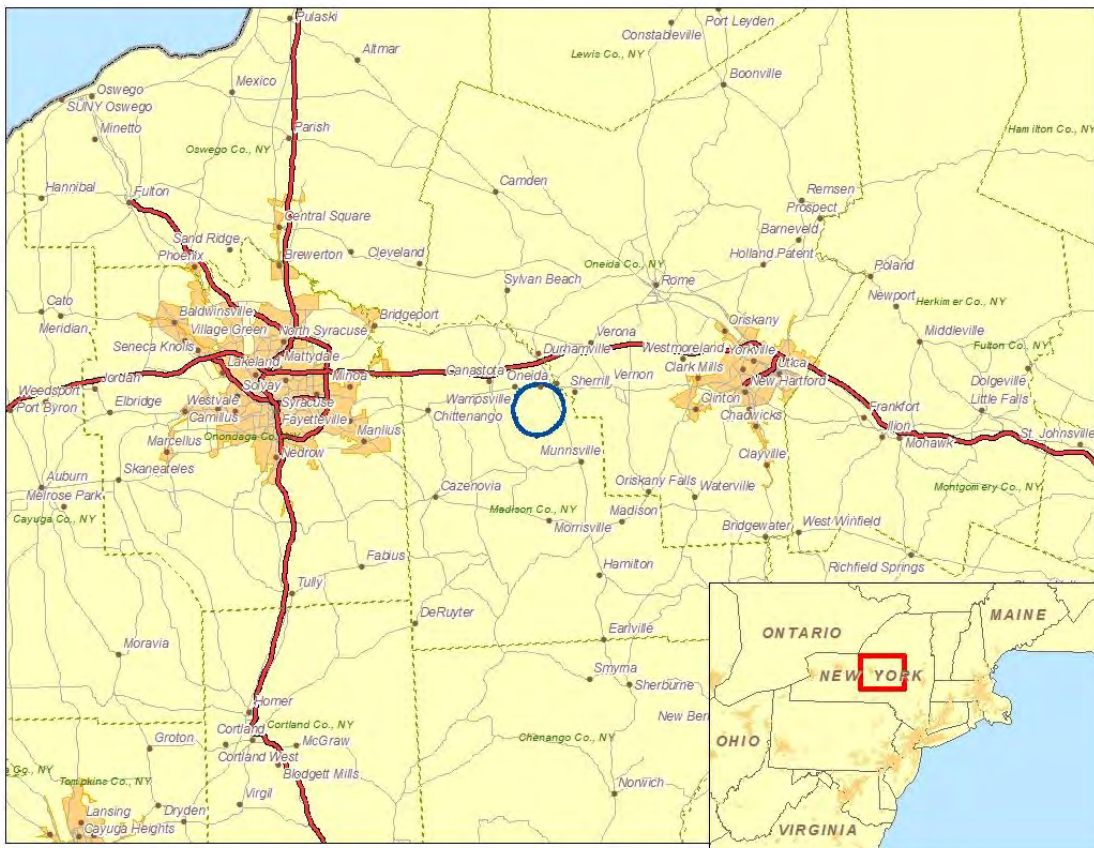 Pulaski
Port Leyden
Constableville
Altmar
Lewis Co., NY
Boonville
Mexico
Oswego
SUNY Oswego
Minetto
Parish
Oswego Co., NY
Hamilton Co., NY
Hannibal
Fulton
Camden
Remsen
Prospect
Central Square
Barneveld
Sand Ridge
Cleveland
Holland Patent
Phoenix
Brewerton
Oneida Co., NY
Poland
Sylvan Beach
Rome
Cato
Newport
Herkimer Co., NY
Meridian
Baldwinsville
Bridgeport
Oriskany
Village Green
North Syracuse
Verona
Middleville
Seneca Knolls
Mattydale
Durhamville
Westmoreland
Yorkville
Fulton Co., NY
Lakeland
Utica
Jordan
Solvay
Minoa
Canastota
Oneida
Sherrill
Vernon
Clark Mills
New Hartford
Dolgeville
Weedsport
Port Byron
Elbridge
Westvale
Syracuse
Wampsville
Clinton
Little Falls
Camillus
Fayetteville
Chittenango
Chadwicks
Frankfort
Marcellus
Onondaga Co.,
Manlius
Ilion
St. Johnsville
Nedrow
Munnsville
Clayville
Mohawk
Auburn
Skaneateles
Melrose Park
Cazenovia
Oriskany Falls
Waterville
Montgomery Co., NY
Cayuga Co., NY
Madison Co., NY
Madison
Morrisville
Bridgewater
West Winfield
Fabius
Richfield Springs
Hamilton
Tully
DeRuyter
Earlville
Moravia
Smyrna
Sherburne
Homer
New Ber
Cortland
Cortland Co., NY
Groton
McGraw
Chenango Co., NY
Cortland West
Blodgett Mills
e Co., NY
Tompkins Co., NY
Norwich
Lansing
Dryden
Virgil
Cayuga Heights
MAINE
ONTARIO
NEW YORK
OHIO
VIRGINIA